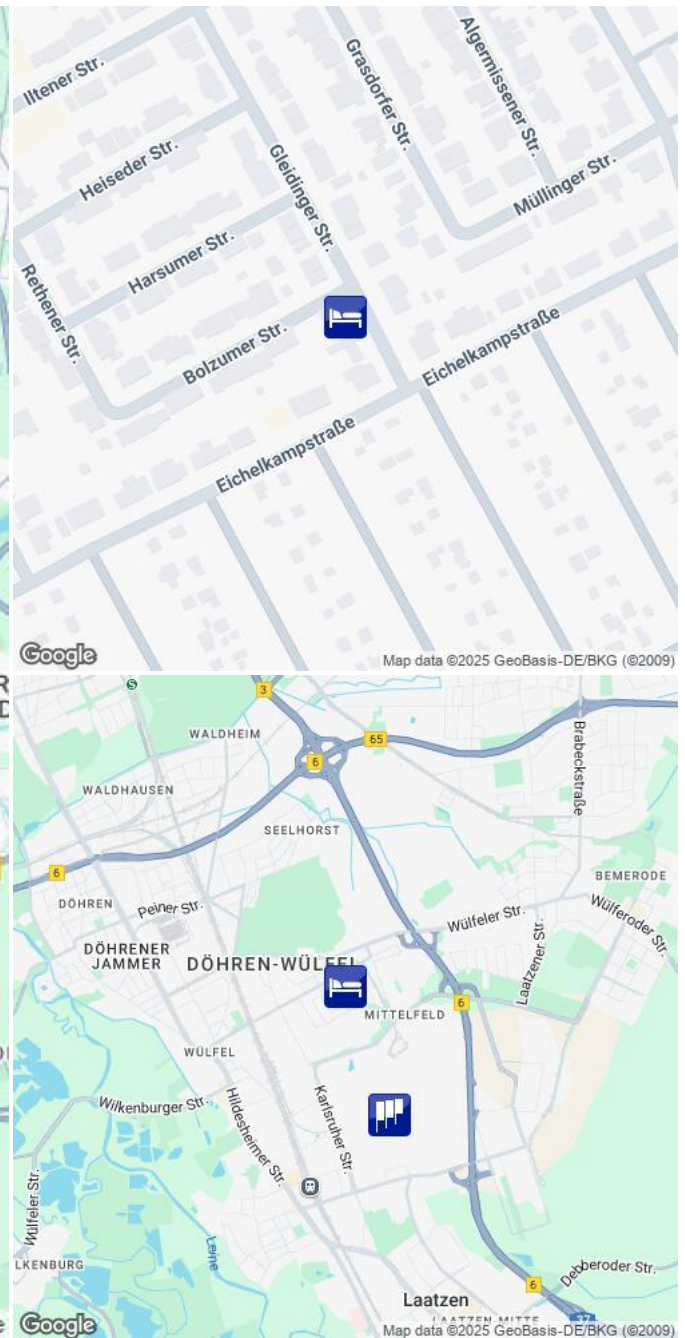 Iltener Str.
Grasdorfer Str.
Algermissener Str.
Heiseder Str.
Gleidinger Str.
Müllinger Str.
Harsumer Str.
Rethener Str.
Bolzumer Str.
Eichelkampstraße
Eichelkampstraße
Google
Map data ©2025 GeoBasis-DE/BKG (©2009)
S
3
WALDHEIM
65
6
Brabeckstraße
WALDHAUSEN
SEELHORST
6
BEMERODE
DÖHREN
Peiner Str.
Wülferoder Str.
Wülfeler Str.
Laatzener Str.
DÖHRENER
JAMMER
DÖHREN-WÜLFEL
6
MITTELFELD
WÜLFEL
Wilkenburger Str.
Hildesheimer Str.
Karlsruher Str.
Wülfeler Str.
Leine
LKENBURG
6
Debberoder Str.
Laatzen
LAATZEN-MITTE
37
Google
Map data ©2025 GeoBasis-DE/BKG (©2009)